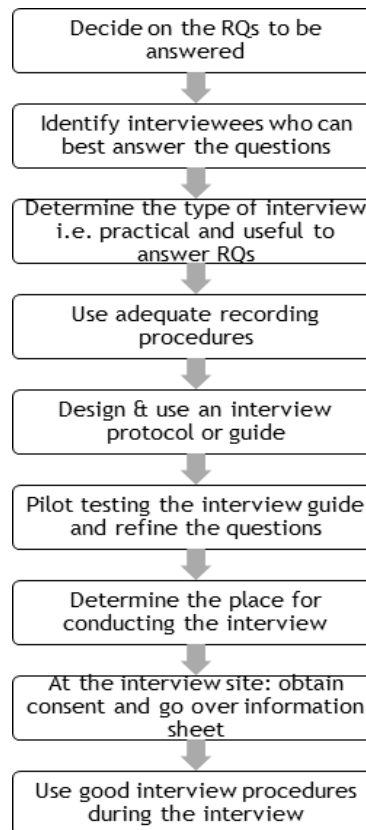 Decide on the RQs to be
answered
Identify interviewees who can
best answer the questions
Determine the type of interview
i.e. practical and useful to
answer RQs
Use adequate recording
procedures
Design & use an interview
protocol or guide
Pilot testing the interview guide
and refine the questions
Determine the place for
conducting the interview
At the interview site: obtain
consent and go over information
sheet
Use good interview procedures
during the interview